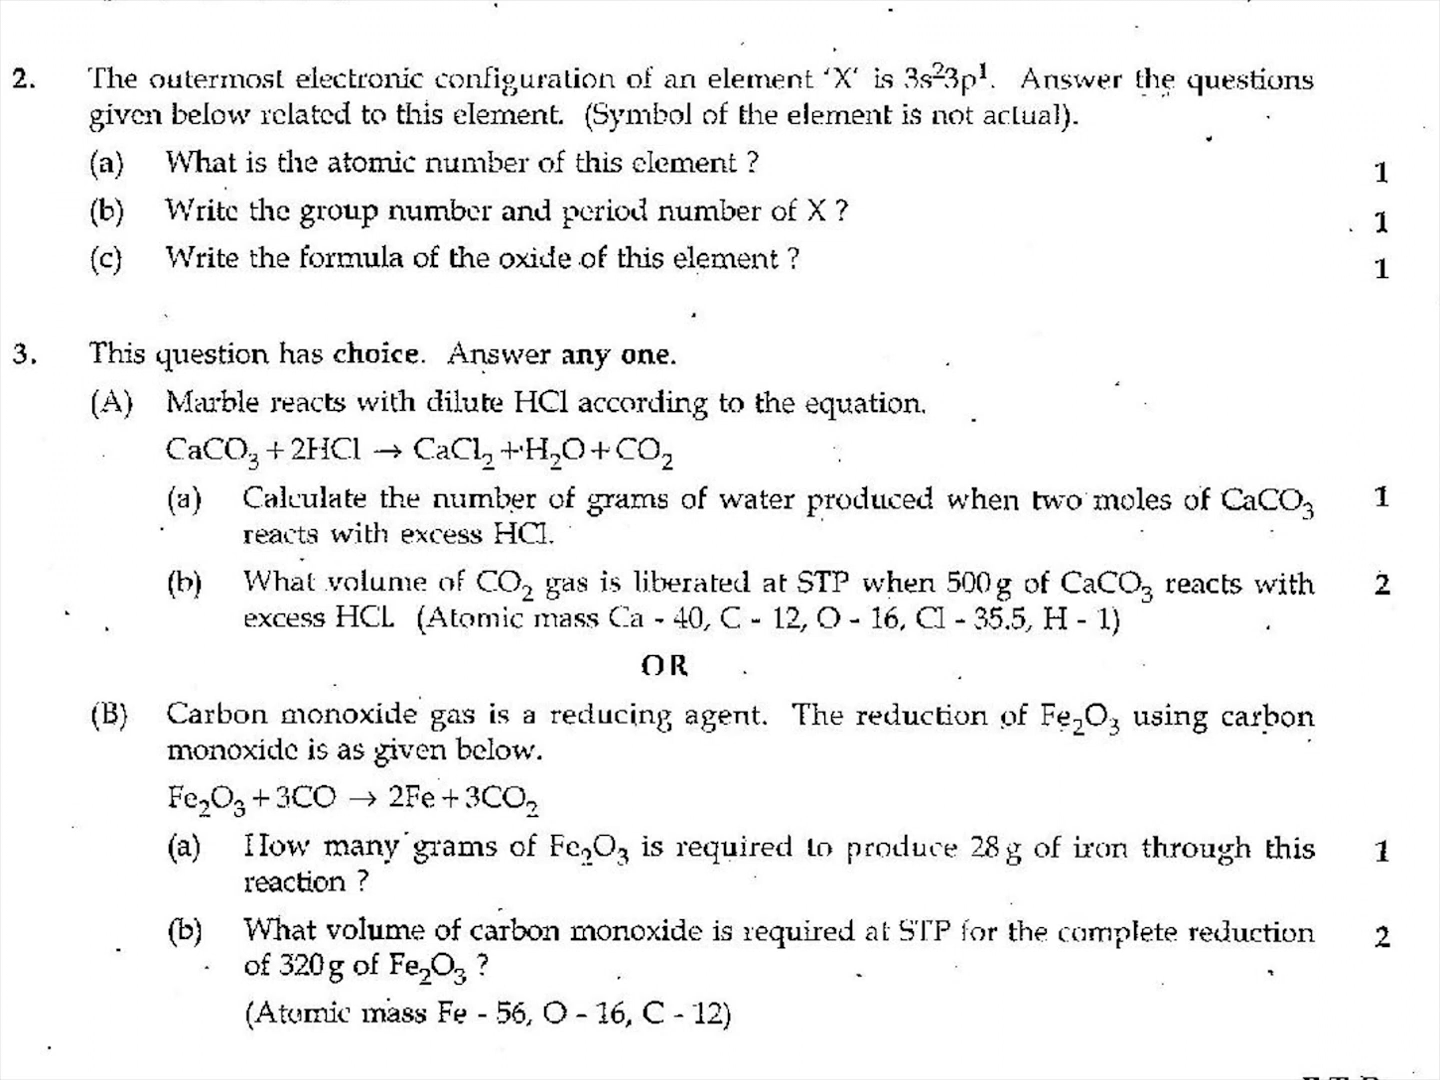 2. The outermost electronic configuration of an element 'X' is 3s²3p¹. Answer the questions
given below related to this element. (Symbol of the element is not actual).
(a) What is the atomic number of this element ? 1
(b) Write the group number and period number of X ? 1
(c) Write the formula of the oxide of this element ? 1
3. This question has choice. Answer any one.
(A) Marble reacts with dilute HCl according to the equation.
CaCO₃ + 2HCl → CaCl₂ + H₂O + CO₂
(a) Calculate the number of grams of water produced when two moles of CaCO₃ 1
reacts with excess HCl.
(b) What volume of CO₂ gas is liberated at STP when 500 g of CaCO₃ reacts with 2
excess HCl. (Atomic mass Ca - 40, C - 12, O - 16, Cl - 35.5, H - 1)
OR
(B) Carbon monoxide gas is a reducing agent. The reduction of Fe₂O₃ using carbon
monoxide is as given below.
Fe₂O₃ + 3CO → 2Fe + 3CO₂
(a) How many grams of Fe₂O₃ is required to produce 28 g of iron through this 1
reaction ?
(b) What volume of carbon monoxide is required at STP for the complete reduction 2
of 320 g of Fe₂O₃ ?
(Atomic mass Fe - 56, O - 16, C - 12)